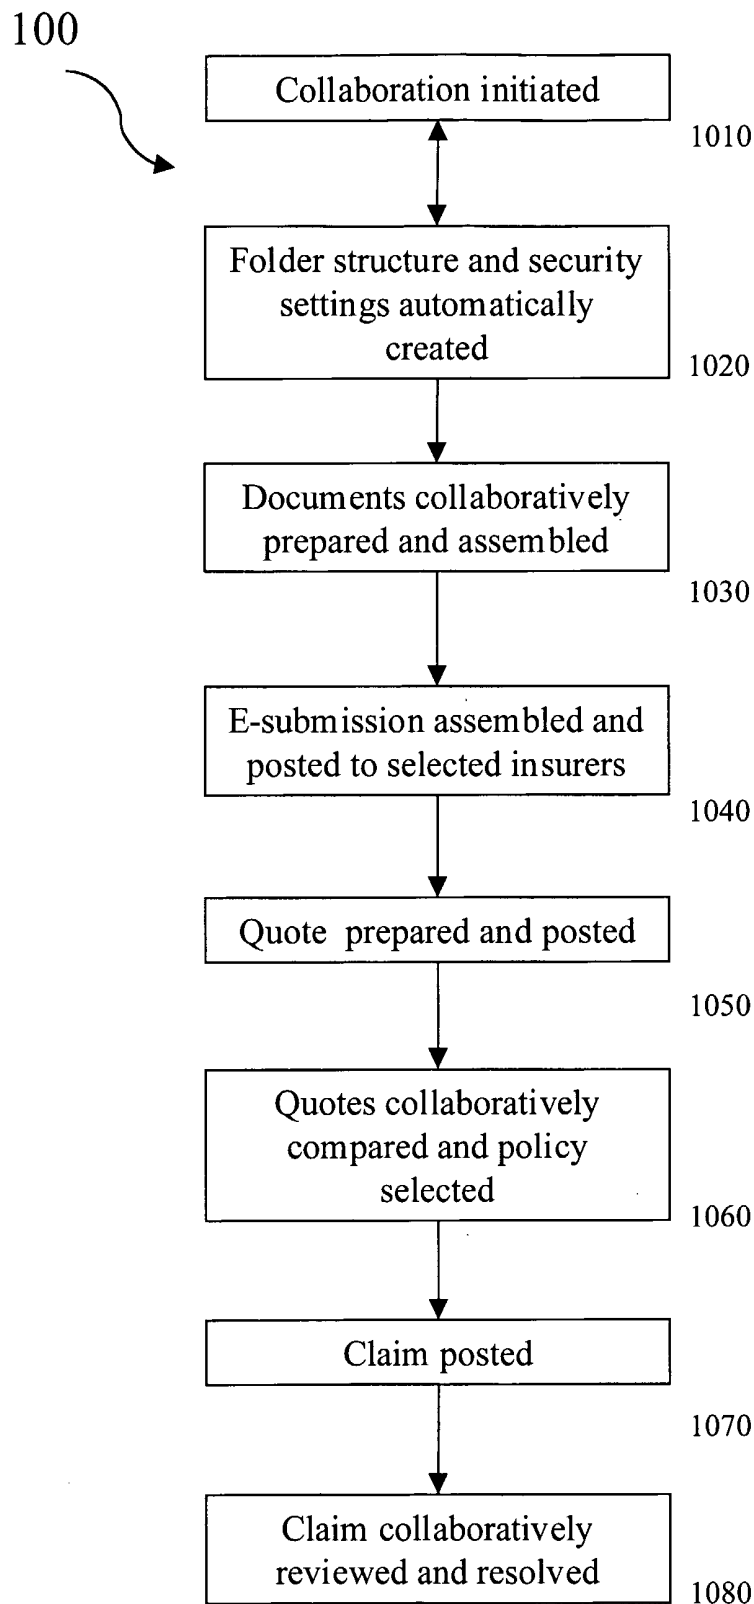 100
Collaboration initiated
1010
Folder structure and security
settings automatically
created
1020
Documents collaboratively
prepared and assembled
1030
E-submission assembled and
posted to selected insurers
1040
Quote prepared and posted
1050
Quotes collaboratively
compared and policy
selected
1060
Claim posted
1070
Claim collaboratively
reviewed and resolved
1080